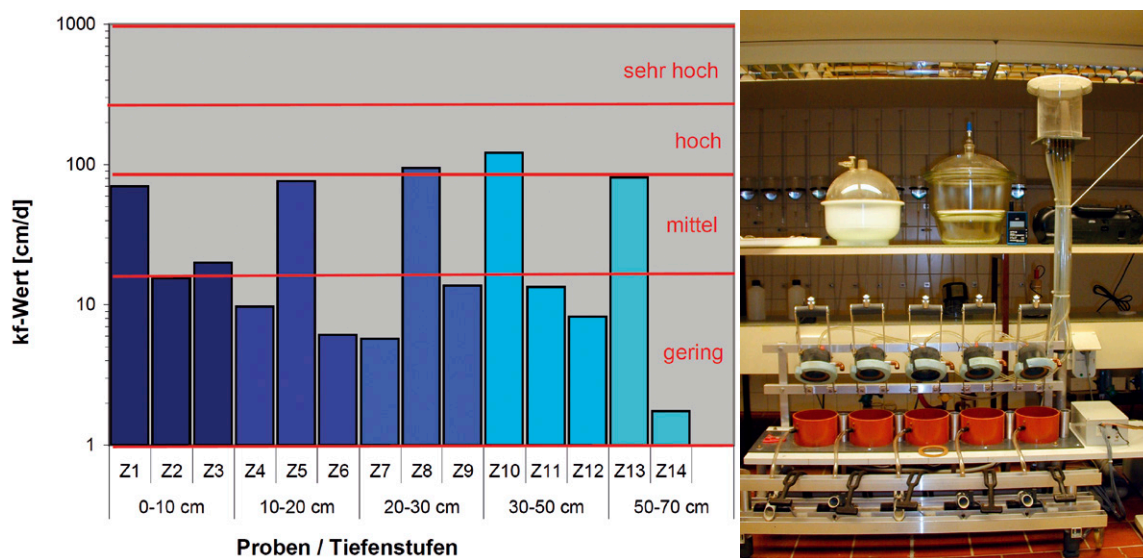 1000
sehr hoch
hoch
100
mittel
10
gering
1
kf-Wert [cm/d]
Z1 Z2 Z3 Z4 Z5 Z6 Z7 Z8 Z9 Z10 Z11 Z12 Z13 Z14
0-10 cm 10-20 cm 20-30 cm 30-50 cm 50-70 cm
Proben / Tiefenstufen